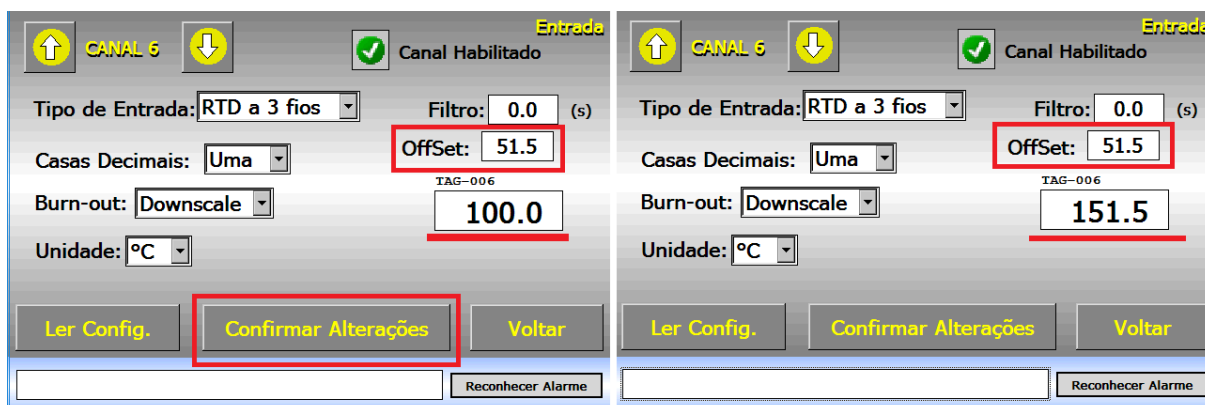 Entrada
CANAL 6
Canal Habilitado
Tipo de Entrada: RTD a 3 fios
Filtro: 0.0 (s)
OffSet: 51.5
Casas Decimais: Uma
TAG-006
Burn-out: Downscale
100.0
Unidade: ºC
Ler Config.
Confirmar Alterações
Voltar
Reconhecer Alarme
Entrada
CANAL 6
Canal Habilitado
Tipo de Entrada: RTD a 3 fios
Filtro: 0.0 (s)
OffSet: 51.5
Casas Decimais: Uma
TAG-006
Burn-out: Downscale
151.5
Unidade: ºC
Ler Config.
Confirmar Alterações
Voltar
Reconhecer Alarme